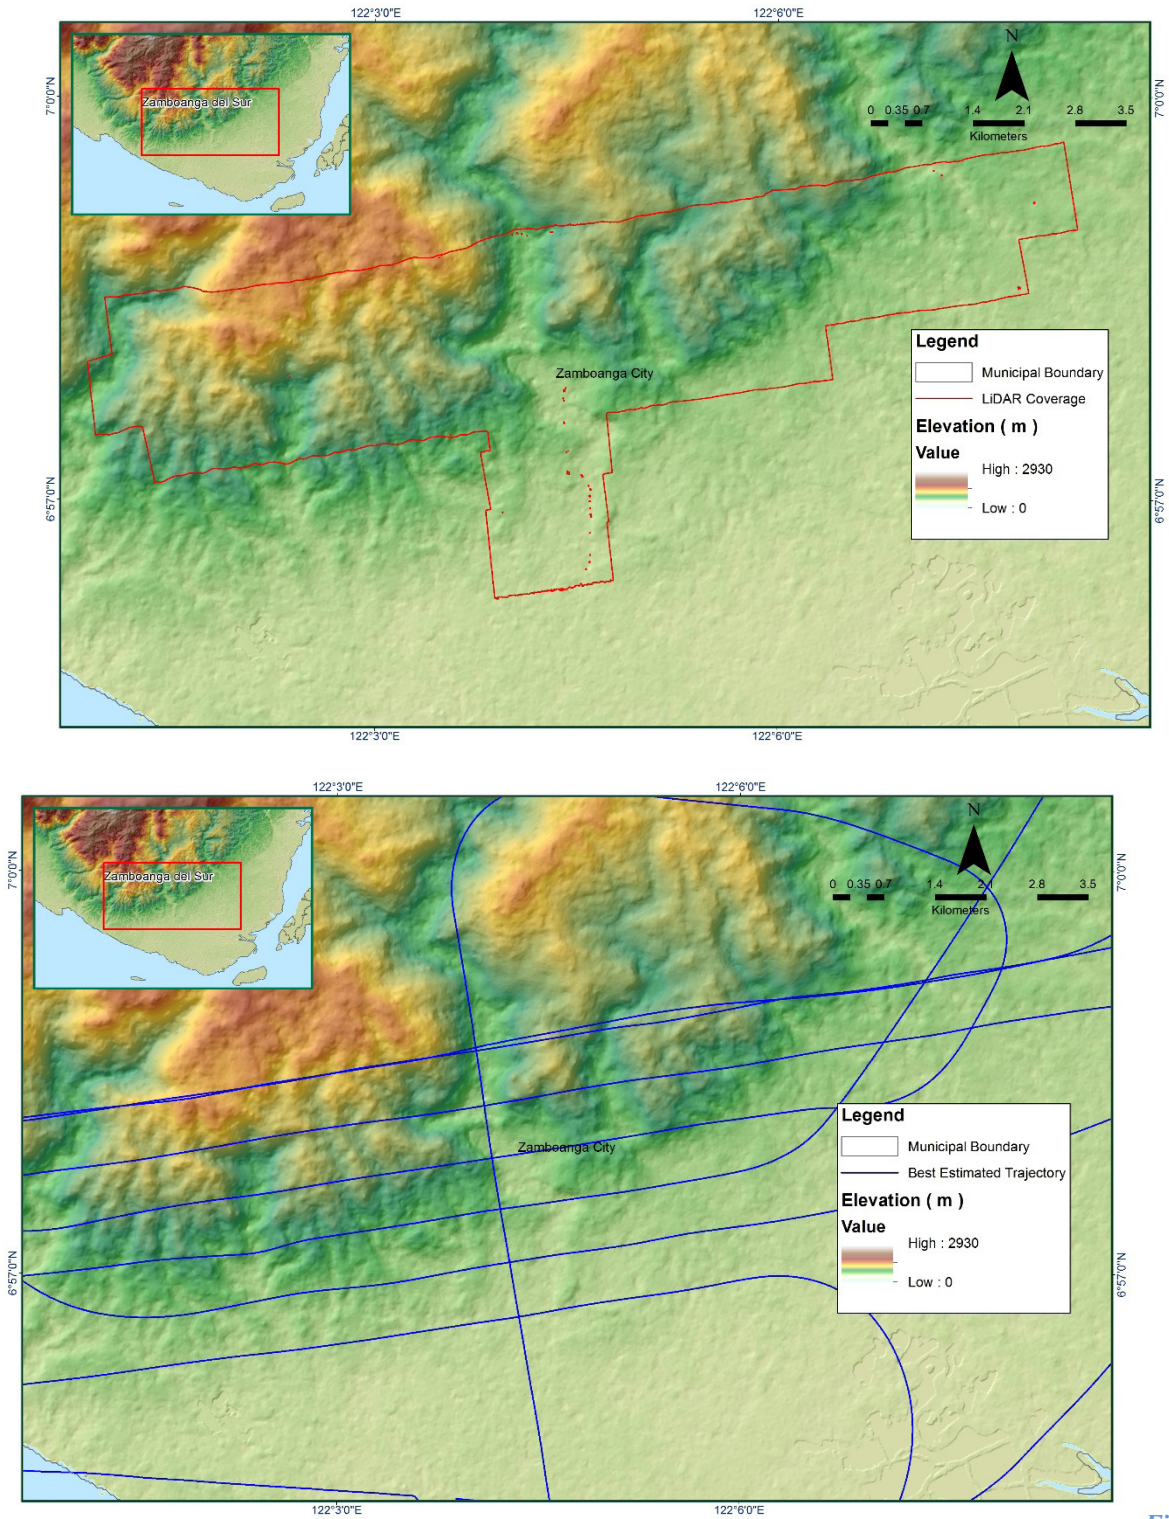 122°3'0"E 122°6'0"E
N
Zamboanga del Sur
7°0'0"N 7°0'0"N
0 0.35 0.7 1.4 2.1 2.8 3.5
Kilometers
Legend
Municipal Boundary
LiDAR Coverage
Elevation ( m )
Value
High : 2930
Low : 0
Zamboanga City
6°57'0"N 6°57'0"N
122°3'0"E 122°6'0"E
122°3'0"E 122°6'0"E
N
Zamboanga del Sur
7°0'0"N 7°0'0"N
0 0.35 0.7 1.4 2.1 2.8 3.5
Kilometers
Legend
Municipal Boundary
Best Estimated Trajectory
Elevation ( m )
Value
High : 2930
Low : 0
Zamboanga City
6°57'0"N 6°57'0"N
122°3'0"E 122°6'0"E